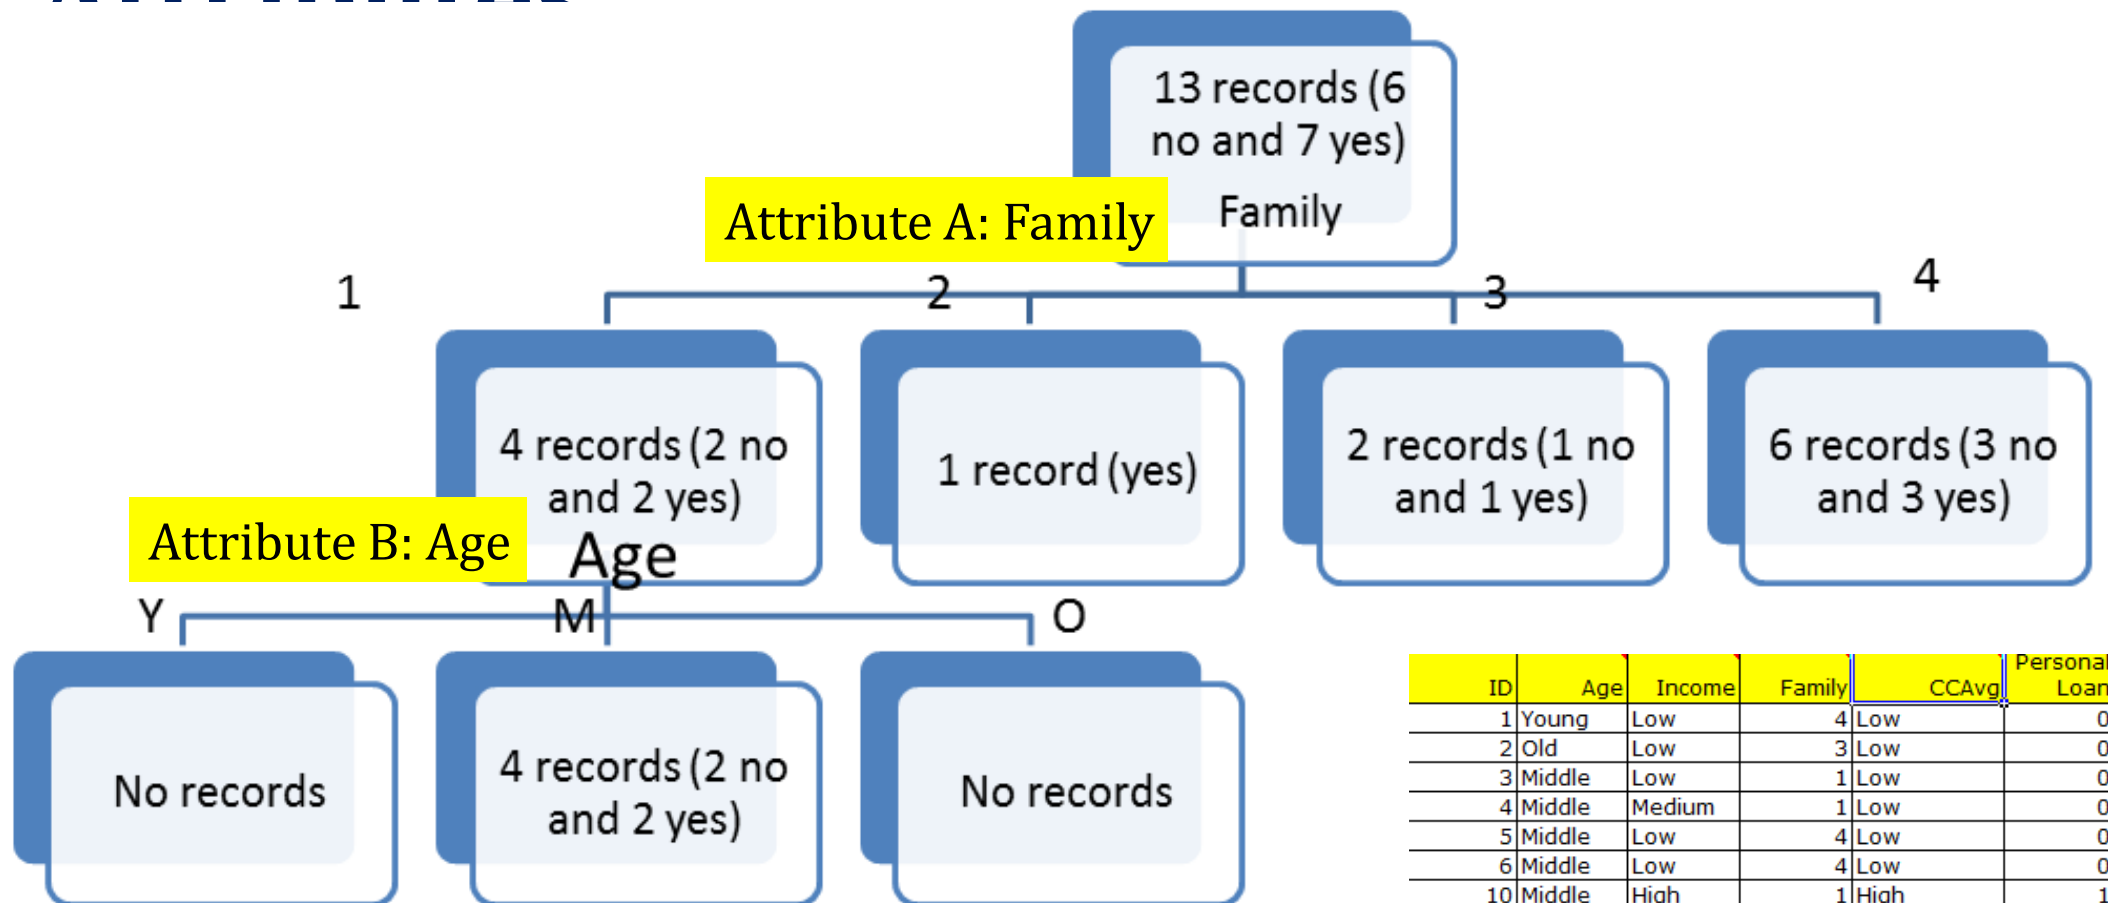 13 records (6
no and 7 yes)
Family
Attribute A: Family
1
2
3
4
4 records (2 no
and 2 yes)
Age
1 record (yes)
2 records (1 no
and 1 yes)
6 records (3 no
and 3 yes)
Attribute B: Age
Y
M
O
No records
4 records (2 no
and 2 yes)
No records
ID Age Income Family CCAvg Personal Loan
1 Young Low 4 Low 0
2 Old Low 3 Low 0
3 Middle Low 1 Low 0
4 Middle Medium 1 Low 0
5 Middle Low 4 Low 0
6 Middle Low 4 Low 0
10 Middle High 1 High 1